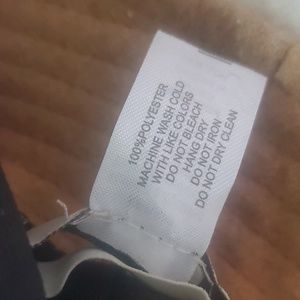 100%POLYESTER
MACHINE WASH COLD
WITH LIKE COLORS
DO NOT BLEACH
HANG DRY
DO NOT IRON
DO NOT DRY CLEAN